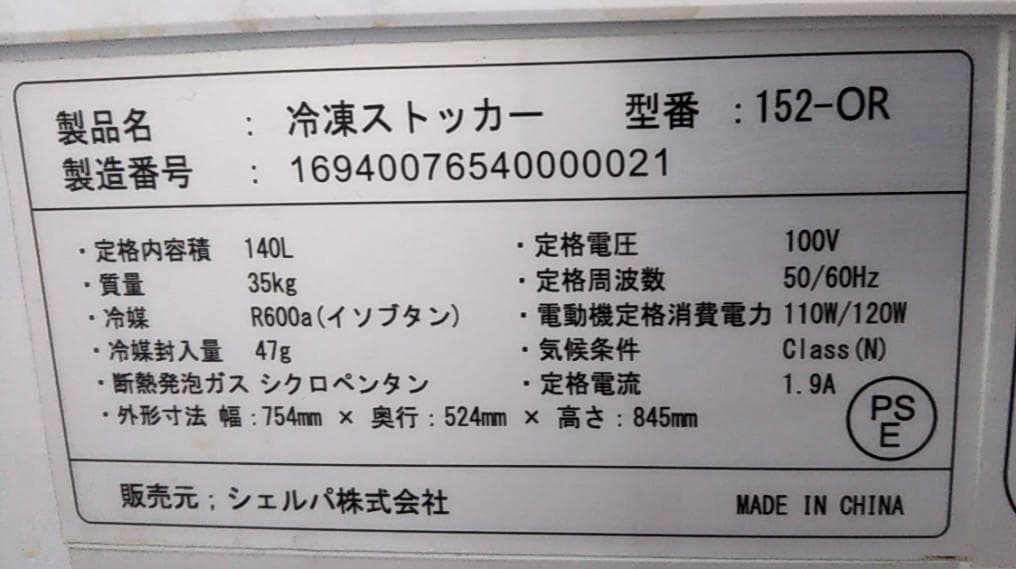 製品名 : 冷凍ストッカー 型番 : 152-OR
製造番号 : 16940076540000021
・定格内容積 140L ・定格電圧 100V
・質量 35kg ・定格周波数 50/60Hz
・冷媒 R600a(イソブタン) ・電動機定格消費電力 110W/120W
・冷媒封入量 47g ・気候条件 Class(N)
・断熱発泡ガス シクロペンタン ・定格電流 1.9A
・外形寸法 幅:754mm × 奥行:524mm × 高さ:845mm
PS
E
販売元;シェルパ株式会社 MADE IN CHINA